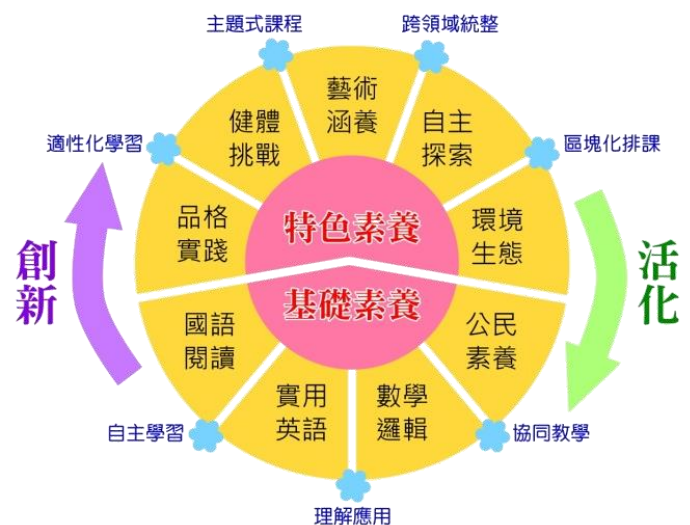 主題式課程
跨領域統整
藝術
涵養
健體
挑戰
自主
探索
適性化學習
區塊化排課
品格
實踐
特色素養
環境
生態
創新
活化
基礎素養
國語
閱讀
公民
素養
實用
英語
數學
邏輯
自主學習
協同教學
理解應用